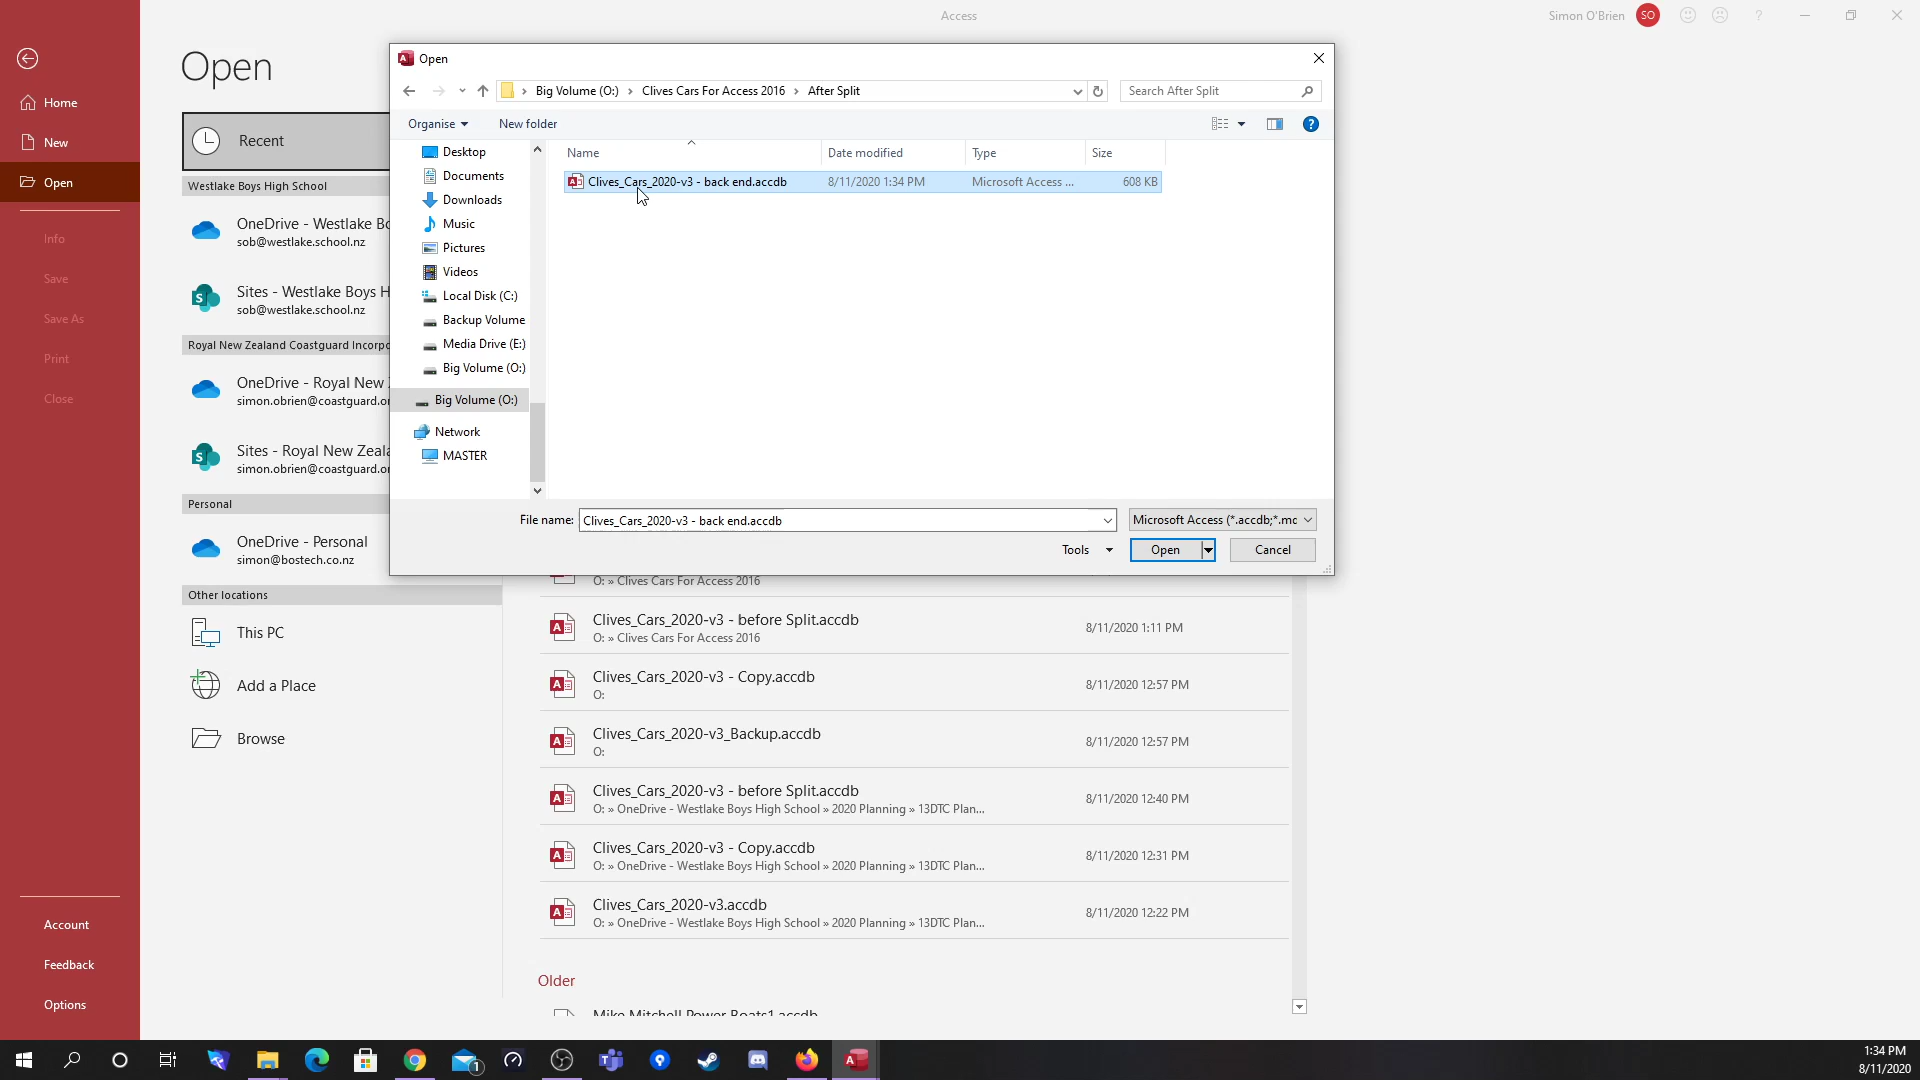 Access
Simon O'Brien
SO
?
Open
Home
New
Open
Info
Save
Save As
Print
Close
Account
Feedback
Options
Recent
Westlake Boys High School
OneDrive - Westlake Bo
sob@westlake.school.nz
Sites - Westlake Boys H
sob@westlake.school.nz
Royal New Zealand Coastguard Incorpo
OneDrive - Royal New
simon.obrien@coastguard.or
Sites - Royal New Zeala
simon.obrien@coastguard.or
Personal
OneDrive - Personal
simon@bostech.co.nz
Other locations
This PC
Add a Place
Browse
Open
Big Volume (O:) › Clives Cars For Access 2016 › After Split
Search After Split
Organise
New folder
Desktop
Documents
Downloads
Music
Pictures
Videos
Local Disk (C:)
Backup Volume
Media Drive (E:)
Big Volume (O:)
Big Volume (O:)
Network
MASTER
Name Date modified Type Size
Clives_Cars_2020-v3 - back end.accdb 8/11/2020 1:34 PM Microsoft Access ... 608 KB
File name: Clives_Cars_2020-v3 - back end.accdb
Microsoft Access (*.accdb;*.mc
Tools
Open
Cancel
O: » Clives Cars For Access 2016
Clives_Cars_2020-v3 - before Split.accdb 8/11/2020 1:11 PM
O: » Clives Cars For Access 2016
Clives_Cars_2020-v3 - Copy.accdb 8/11/2020 12:57 PM
O:
Clives_Cars_2020-v3_Backup.accdb 8/11/2020 12:57 PM
O:
Clives_Cars_2020-v3 - before Split.accdb 8/11/2020 12:40 PM
O: » OneDrive - Westlake Boys High School » 2020 Planning » 13DTC Plan...
Clives_Cars_2020-v3 - Copy.accdb 8/11/2020 12:31 PM
O: » OneDrive - Westlake Boys High School » 2020 Planning » 13DTC Plan...
Clives_Cars_2020-v3.accdb 8/11/2020 12:22 PM
O: » OneDrive - Westlake Boys High School » 2020 Planning » 13DTC Plan...
Older
Mike Mitchell Power Boats1.accdb
1
1:34 PM
8/11/2020